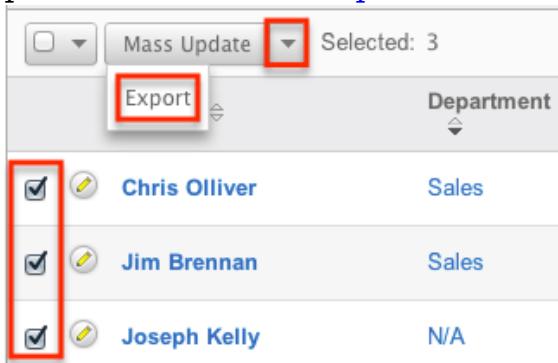 Mass Update Selected: 3
Export
Department
Chris Olliver Sales
Jim Brennan Sales
Joseph Kelly N/A